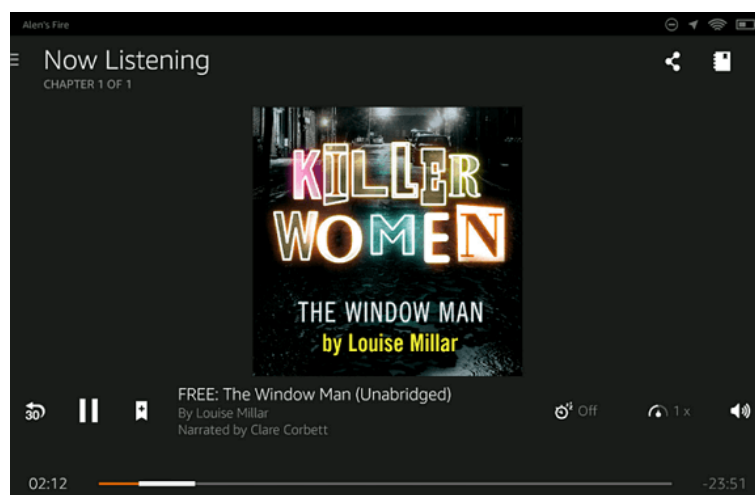 Alen's Fire
Now Listening
CHAPTER 1 OF 1
KILLER
WOMEN
THE WINDOW MAN
by Louise Millar
30
FREE: The Window Man (Unabridged)
By Louise Millar
Narrated by Clare Corbett
Off
1 x
02:12
-23:51